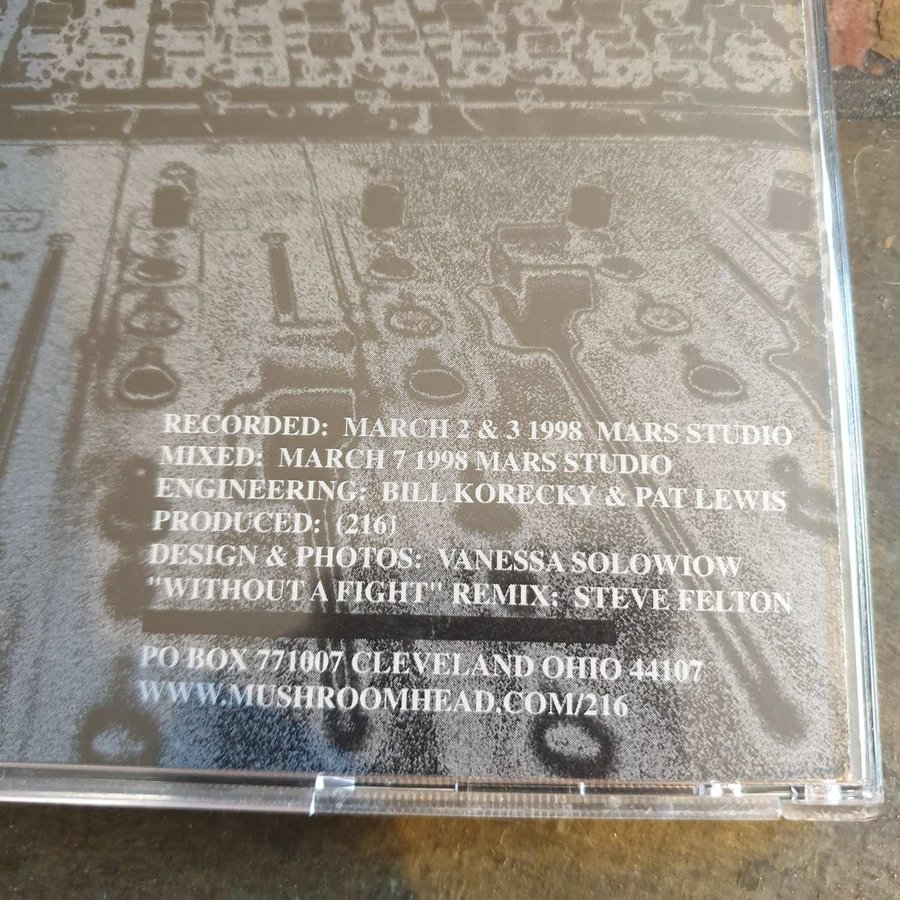 RECORDED: MARCH 2 & 3 1998 MARS STUDIO
MIXED: MARCH 7 1998 MARS STUDIO
ENGINEERING: BILL KORECKY & PAT LEWIS
PRODUCED: (216)
DESIGN & PHOTOS: VANESSA SOLOWIOW
"WITHOUT A FIGHT" REMIX: STEVE FELTON
PO BOX 771007 CLEVELAND OHIO 44107
WWW.MUSHROOMHEAD.COM/216